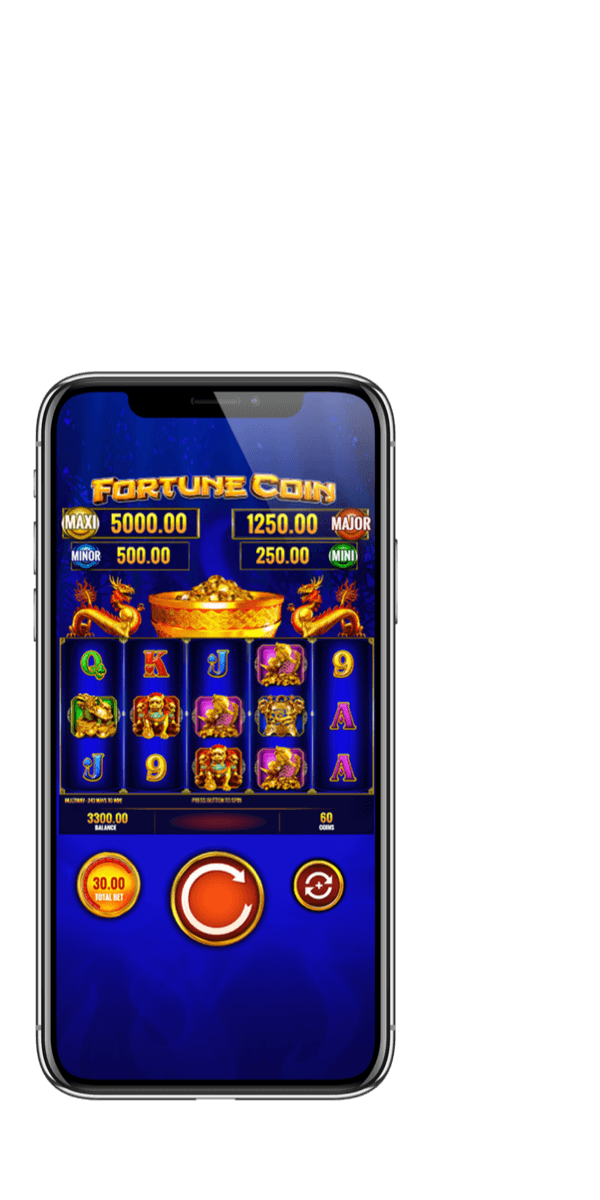 FORTUNE COIN
MAXI 5000.00 1250.00 MAJOR
MINOR 500.00 250.00 MINI
Q K J 9
A
J 9 A
MULTIWAY - 243 WAYS TO WIN! PRESS BUTTON TO SPIN
3300.00 60
BALANCE COINS
30.00
TOTAL BET